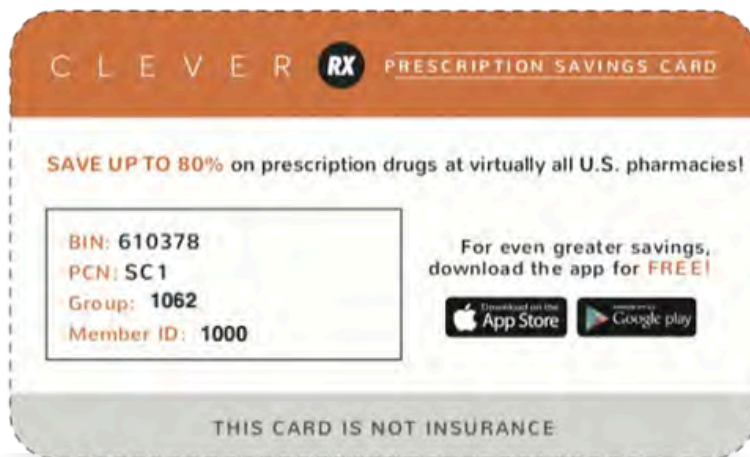 CLEVER RX PRESCRIPTION SAVINGS CARD
SAVE UP TO 80% on prescription drugs at virtually all U.S. pharmacies!
BIN: 610378
PCN: SC1
Group: 1062
Member ID: 1000
For even greater savings,
download the app for FREE!
Download on the
App Store
Google play
THIS CARD IS NOT INSURANCE